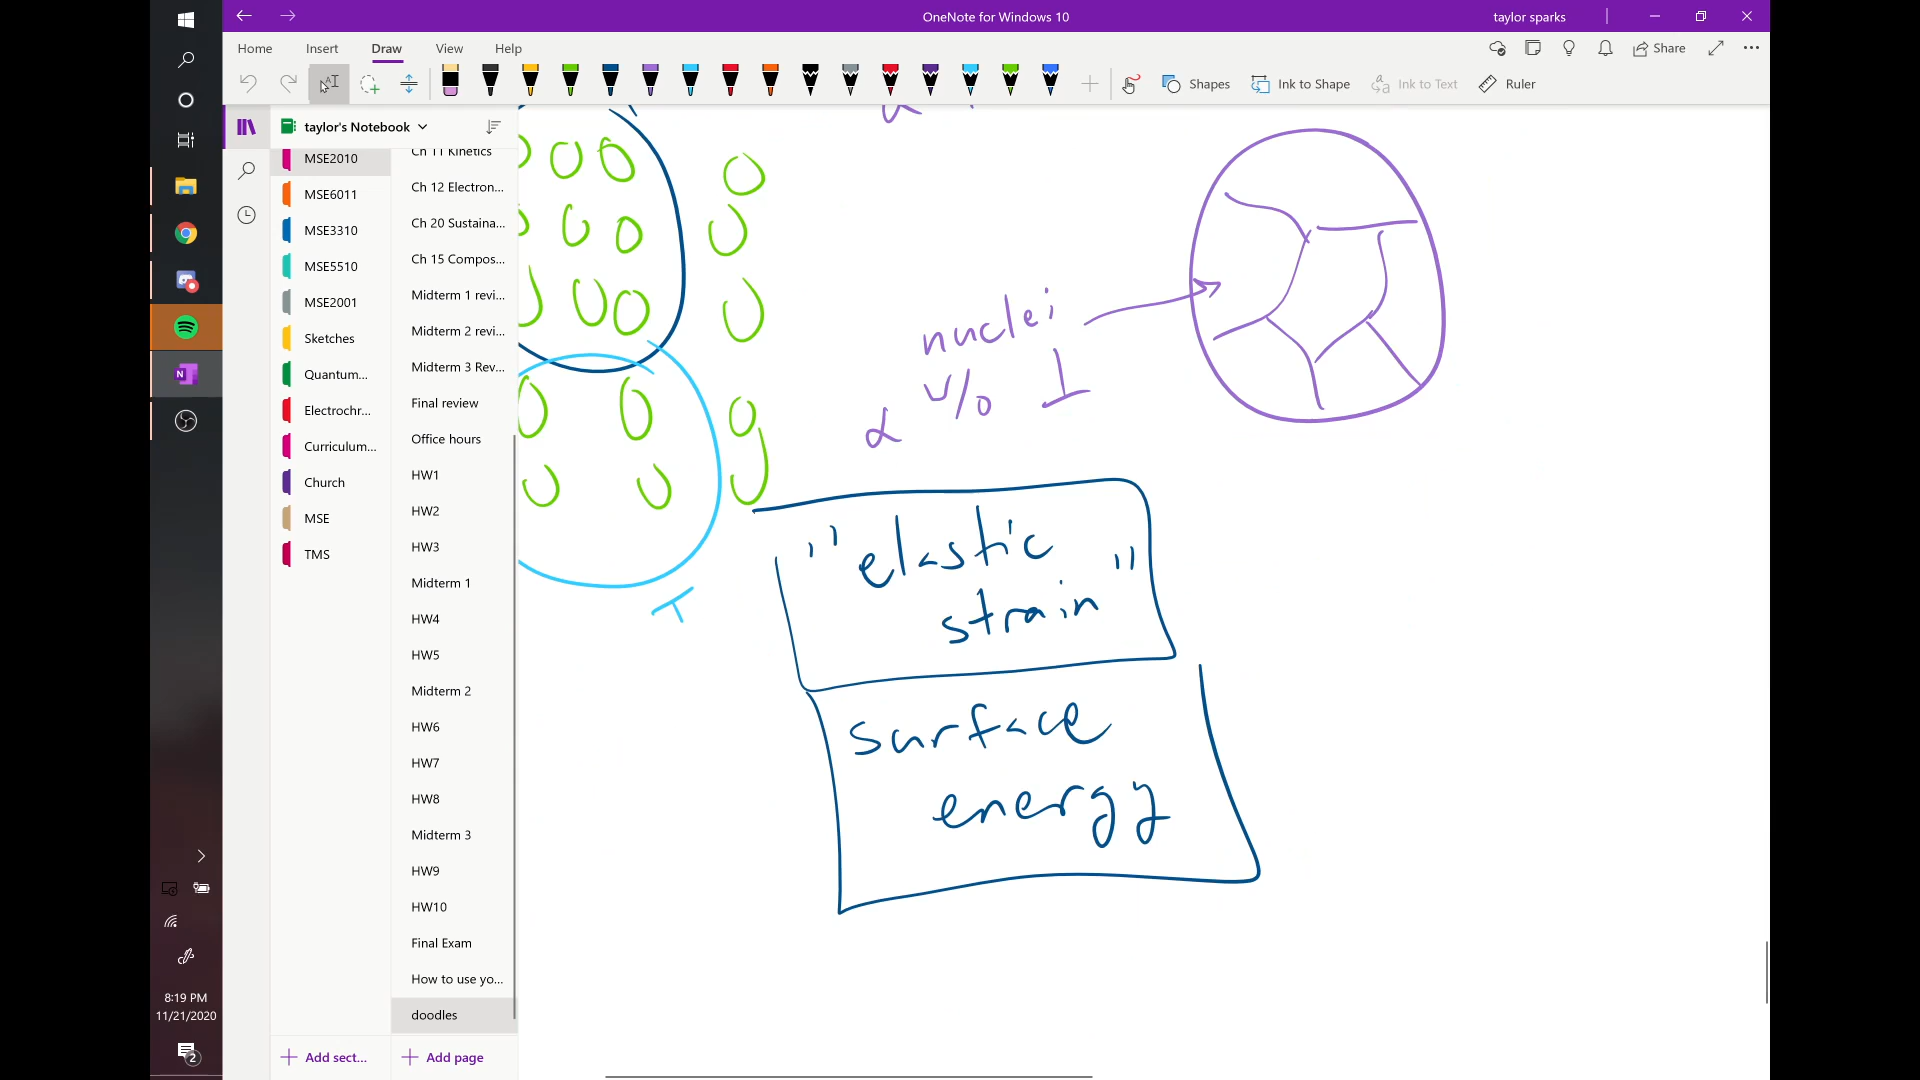 OneNote for Windows 10
taylor sparks
Home
Insert
Draw
View
Help
Share
Shapes
Ink to Shape
Ink to Text
Ruler
taylor's Notebook
MSE2010
MSE6011
MSE3310
MSE5510
MSE2001
Sketches
Quantum...
Electrochr...
Curriculum...
Church
MSE
TMS
Ch 11 Kinetics
Ch 12 Electron...
Ch 20 Sustaina...
Ch 15 Compos...
Midterm 1 revi...
Midterm 2 revi...
Midterm 3 Rev...
Final review
Office hours
HW1
HW2
HW3
Midterm 1
HW4
HW5
Midterm 2
HW6
HW7
HW8
Midterm 3
HW9
HW10
Final Exam
How to use yo...
doodles
Add sect...
Add page
8:19 PM
11/21/2020
2
nuclei
w/o ⊥
α
"elastic
strain"
surface
energy